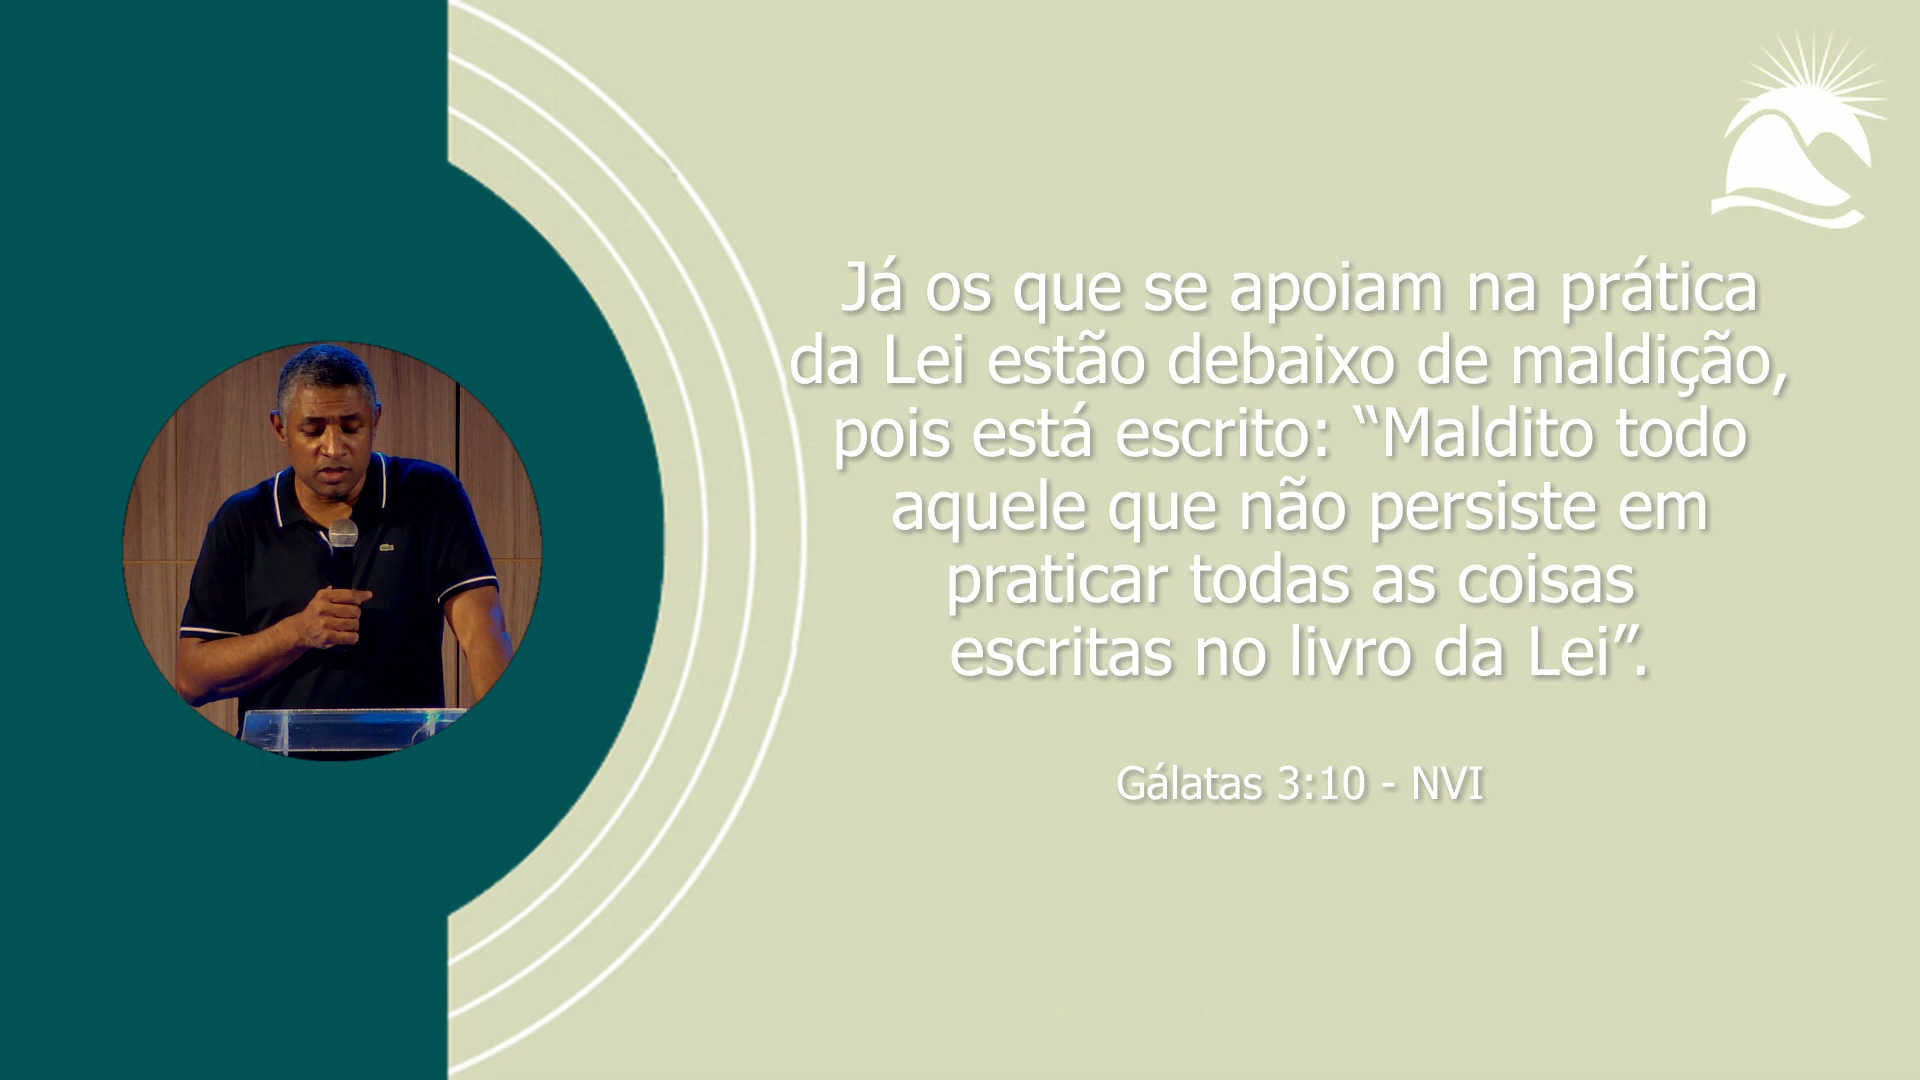 Já os que se apoiam na prática
da Lei estão debaixo de maldição,
pois está escrito: “Maldito todo
aquele que não persiste em
praticar todas as coisas
escritas no livro da Lei”.
Gálatas 3:10 - NVI